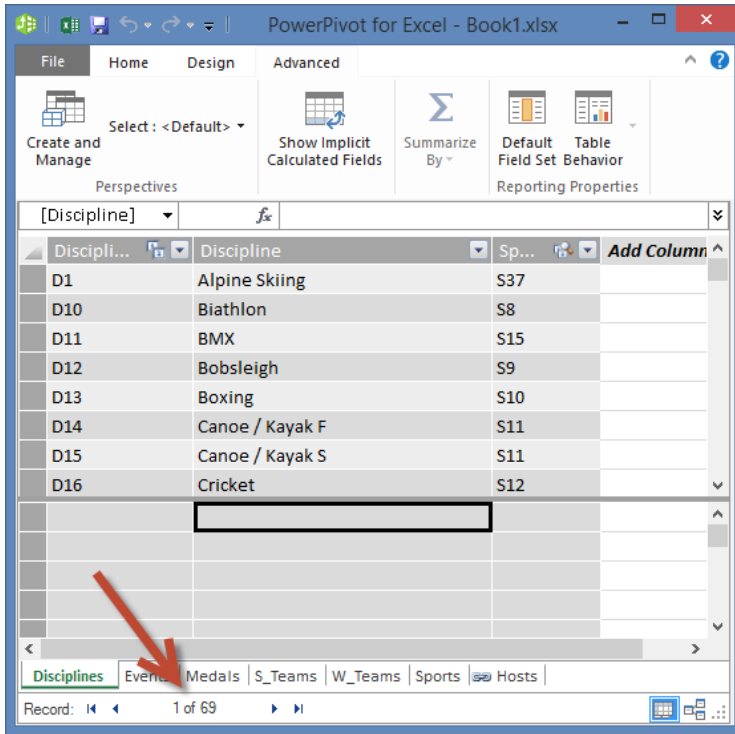 PowerPivot for Excel - Book1.xlsx
File Home Design Advanced
Create and Manage
Select : <Default>
Show Implicit Calculated Fields
Summarize By
Default Field Set
Table Behavior
Perspectives
Reporting Properties
[Discipline] fx
Discipli... Discipline Sp... Add Column
D1 Alpine Skiing S37
D10 Biathlon S8
D11 BMX S15
D12 Bobsleigh S9
D13 Boxing S10
D14 Canoe / Kayak F S11
D15 Canoe / Kayak S S11
D16 Cricket S12
Disciplines Medals S_Teams W_Teams Sports Hosts
Record: 1 of 69